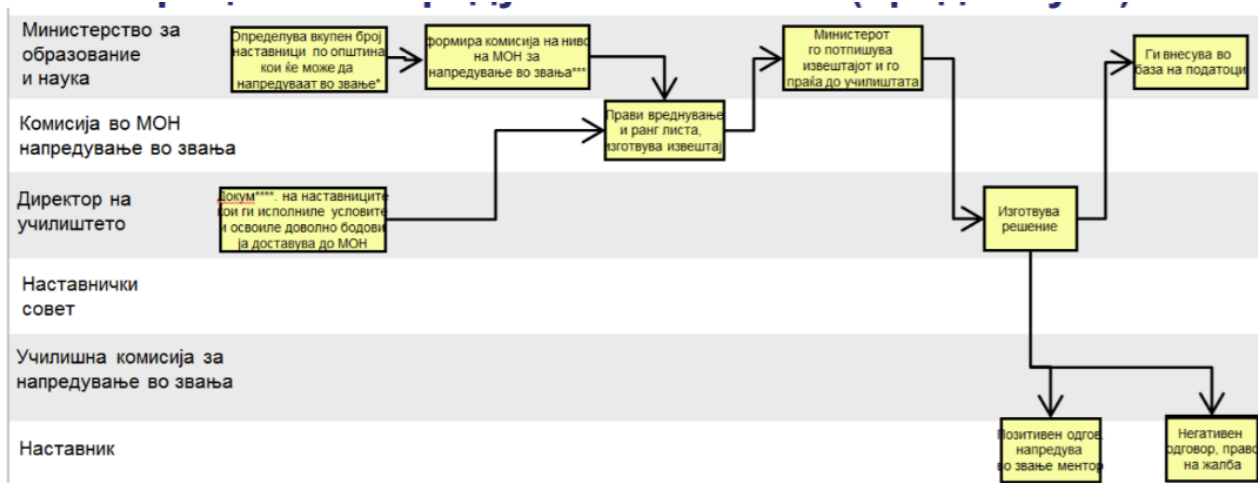 Министерство за
образование
и наука
Определува вкупен број
наставници по општина
кои ќе може да
напредуваат во звање*
формира комисија на ниво
на МОН за
напредување во звања***
Министерот
го потпишува
извештајот и го
праќа до училиштата
Ги внесува во
база на податоци
Комисија во МОН
напредување во звања
Прави вреднување
и ранг листа,
изготвува извештај
Директор на
училиштето
Докум****. на наставниците
кои ги исполниле условите
и освоиле доволно бодови
ја доставува до МОН
Изготвува
решение
Наставнички
совет
Училишна комисија за
напредување во звања
Наставник
Позитивен одгов.
напредува
во звање ментор
Негативен
одговор, право
на жалба